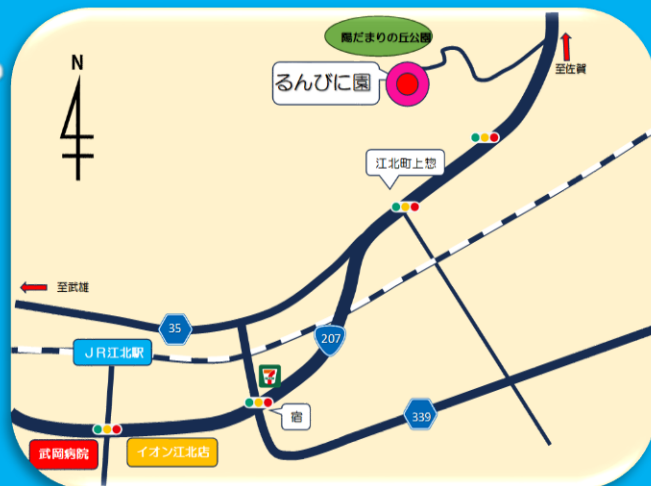 陽だまりの丘公園
N
るんびに園
至佐賀
江北町上惣
至武雄
35
207
JR江北駅
7
宿
339
武岡病院
イオン江北店